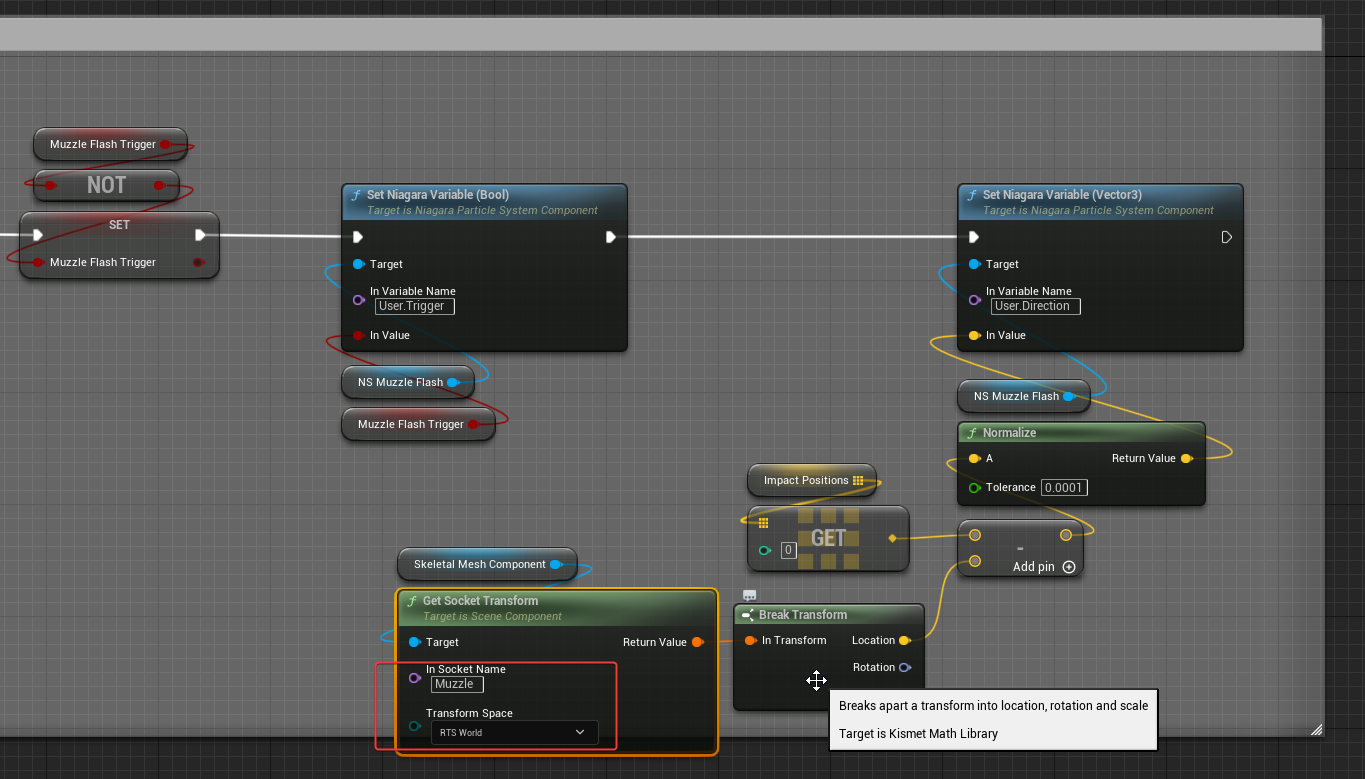 Muzzle Flash Trigger
NOT
SET
Muzzle Flash Trigger
Set Niagara Variable (Bool)
Target is Niagara Particle System Component
Target
In Variable Name
User.Trigger
In Value
NS Muzzle Flash
Muzzle Flash Trigger
Set Niagara Variable (Vector3)
Target is Niagara Particle System Component
Target
In Variable Name
User.Direction
In Value
NS Muzzle Flash
Normalize
A
Return Value
Tolerance 0.0001
Impact Positions
GET
0
-
Add pin
Skeletal Mesh Component
Get Socket Transform
Target is Scene Component
Target
Return Value
In Socket Name
Muzzle
Transform Space
RTS World
Break Transform
In Transform
Location
Rotation
Breaks apart a transform into location, rotation and scale
Target is Kismet Math Library